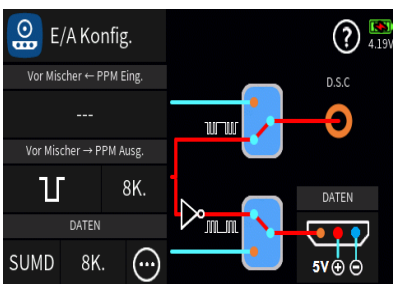 E/A Konfig.
?
4.19V
Vor Mischer ← PPM Eing.
---
Vor Mischer → PPM Ausg.
8K.
DATEN
SUMD
8K.
D.S.C
DATEN
5V⊕ ⊖